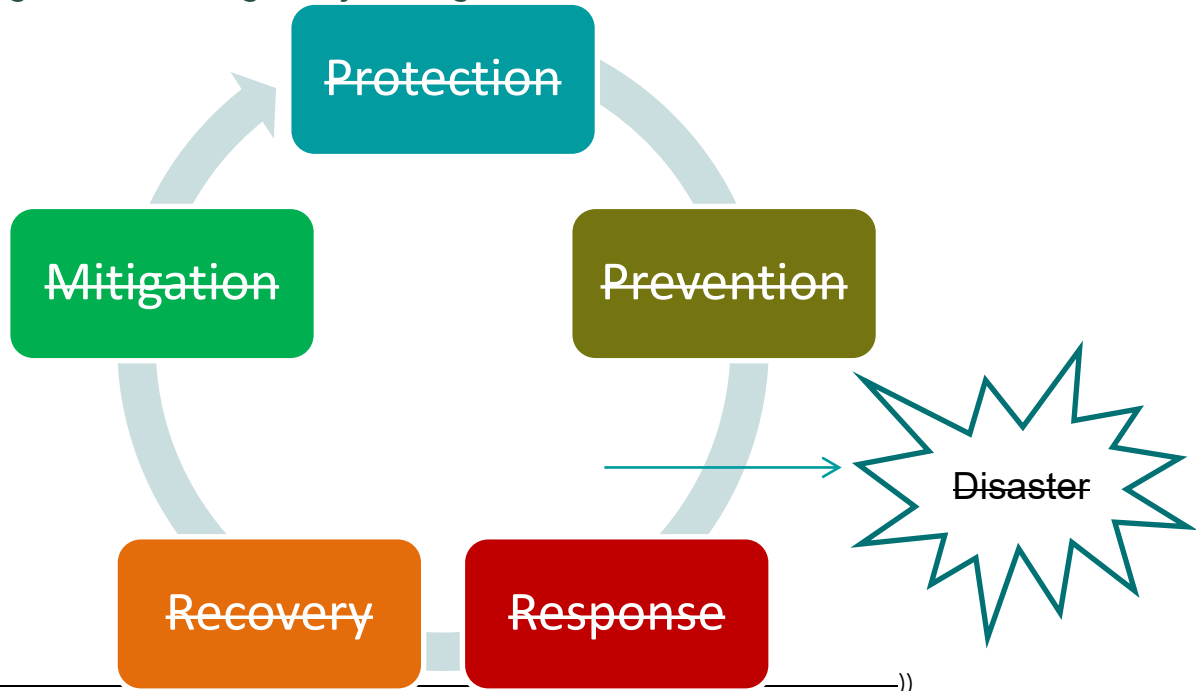 Protection
Mitigation
Prevention
Disaster
Recovery
Response
))